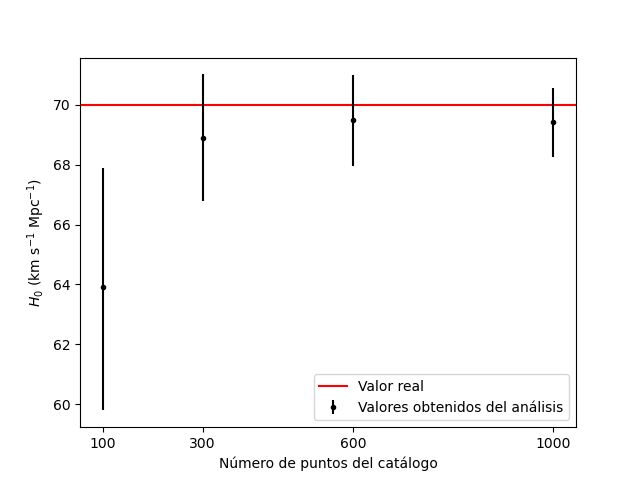 70
68
66
64
62
60
H₀ (km s⁻¹ Mpc⁻¹)
Valor real
Valores obtenidos del análisis
100 300 600 1000
Número de puntos del catálogo